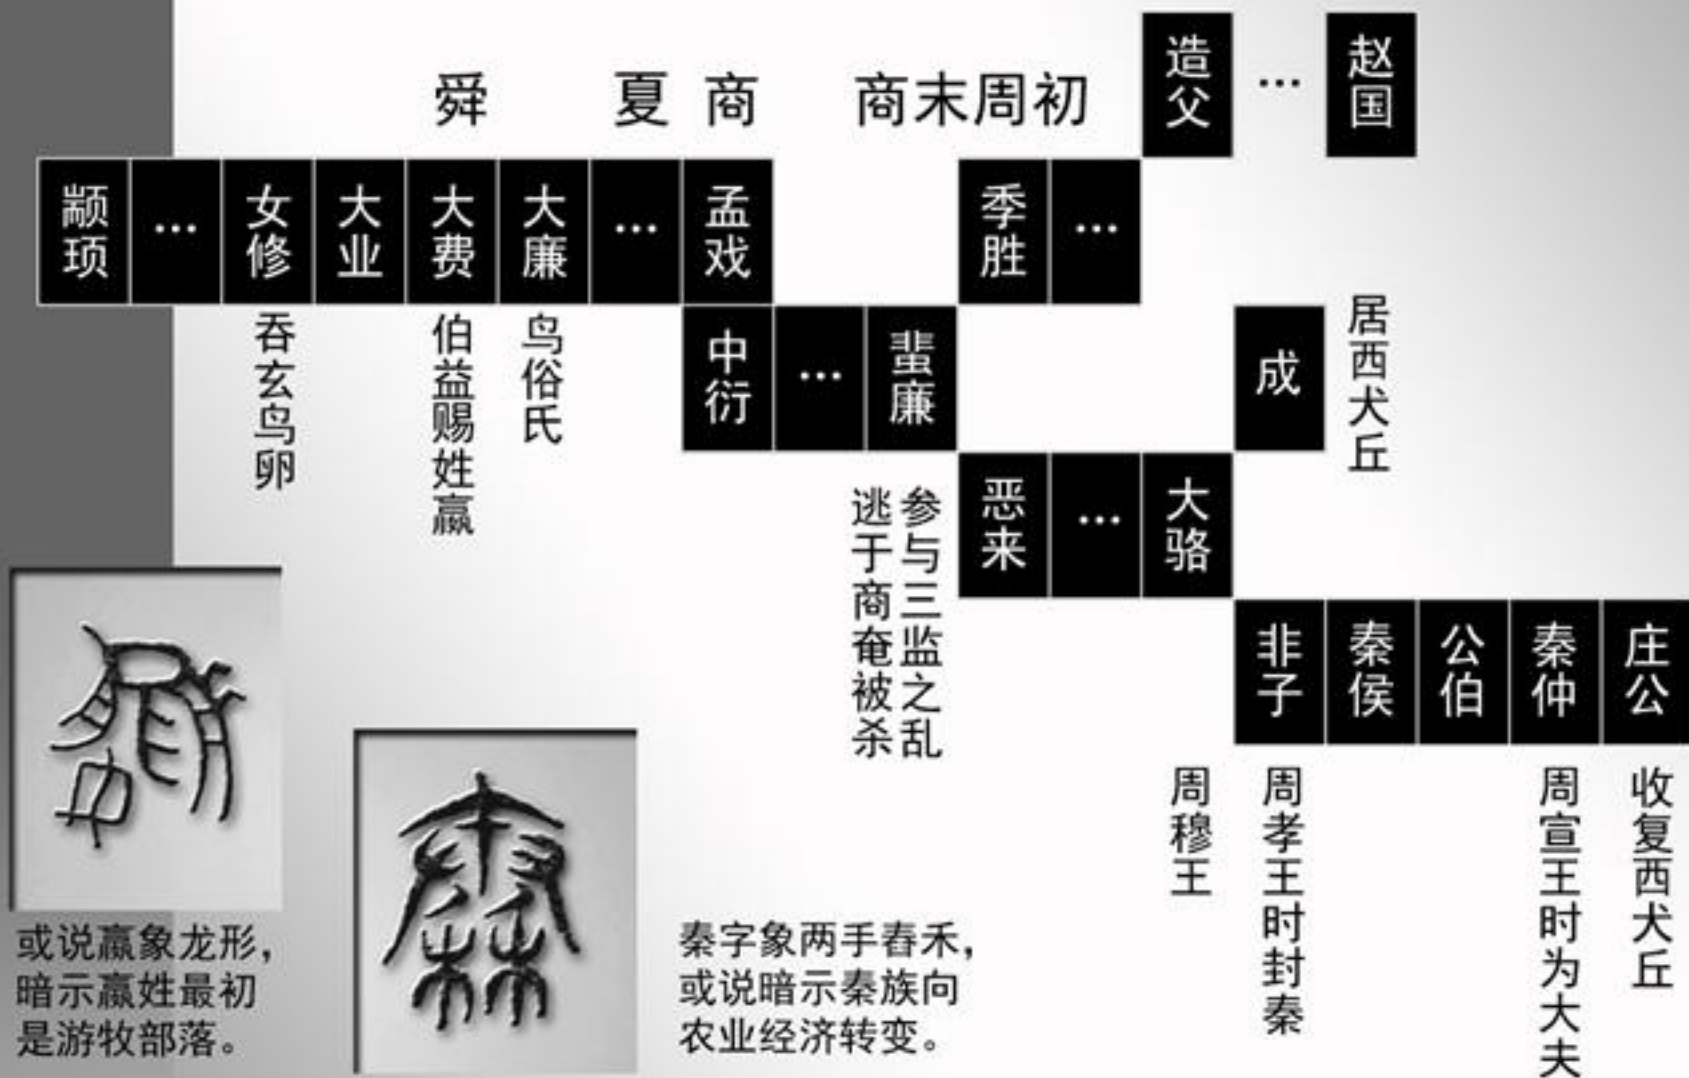 舜
夏
商
商末周初
造父
…
赵国
颛顼
…
女修
大业
大费
大廉
…
孟戏
季胜
…
吞玄鸟卵
伯益赐姓嬴
鸟俗氏
中衍
…
蜚廉
成
居西犬丘
参与三监之乱
逃于商奄被杀
恶来
…
大骆
非子
秦侯
公伯
秦仲
庄公
周穆王
周孝王时封秦
周宣王时为大夫
收复西犬丘
或说嬴象龙形，
暗示嬴姓最初
是游牧部落。
秦字象两手舂禾，
或说暗示秦族向
农业经济转变。